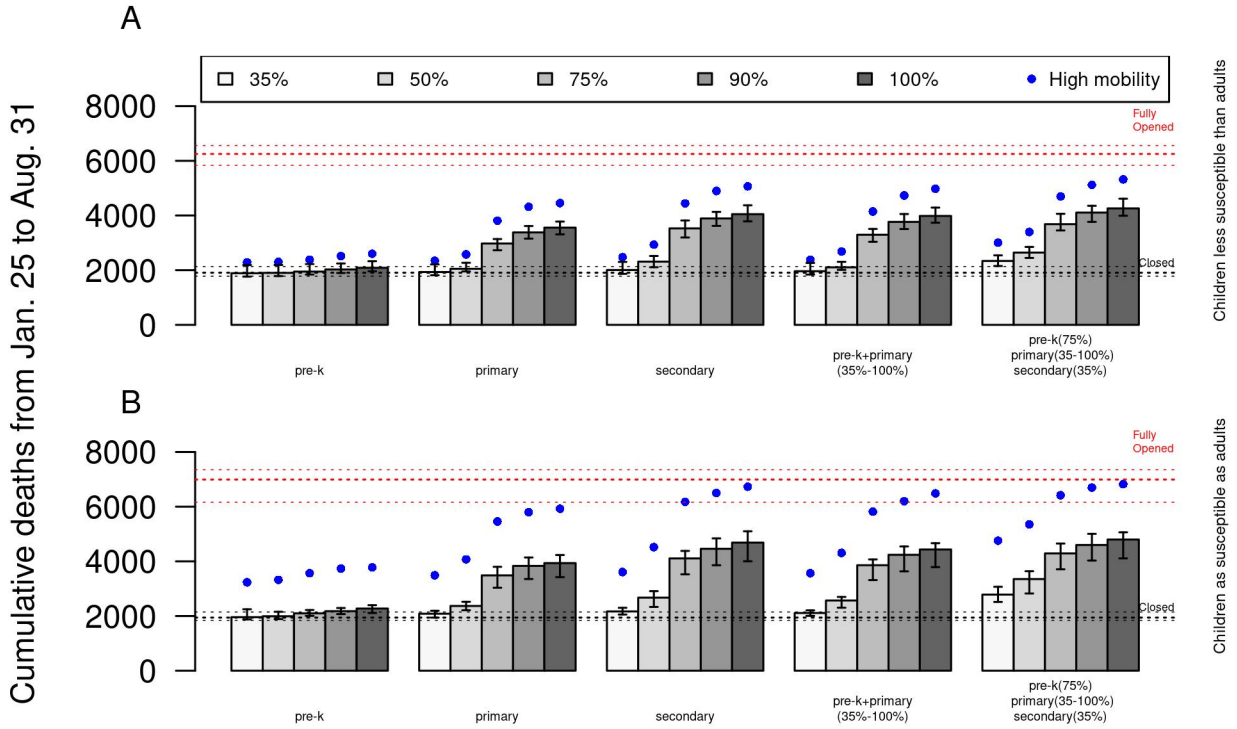 A
35% 50% 75% 90% 100% High mobility
Cumulative deaths from Jan. 25 to Aug. 31
8000
6000
4000
2000
0
Fully
Opened
Closed
Children less susceptible than adults
pre-k
primary
secondary
pre-k+primary
(35%-100%)
pre-k(75%)
primary(35-100%)
secondary(35%)
B
8000
6000
4000
2000
0
Fully
Opened
Closed
Children as susceptible as adults
pre-k
primary
secondary
pre-k+primary
(35%-100%)
pre-k(75%)
primary(35-100%)
secondary(35%)